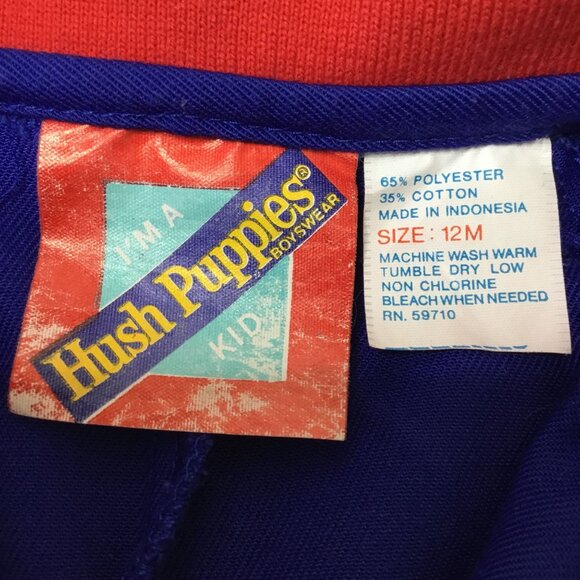 I'M A
Hush Puppies®
BOYSWEAR
KID
65% POLYESTER
35% COTTON
MADE IN INDONESIA
SIZE: 12M
MACHINE WASH WARM
TUMBLE DRY LOW
NON CHLORINE
BLEACH WHEN NEEDED
RN. 59710